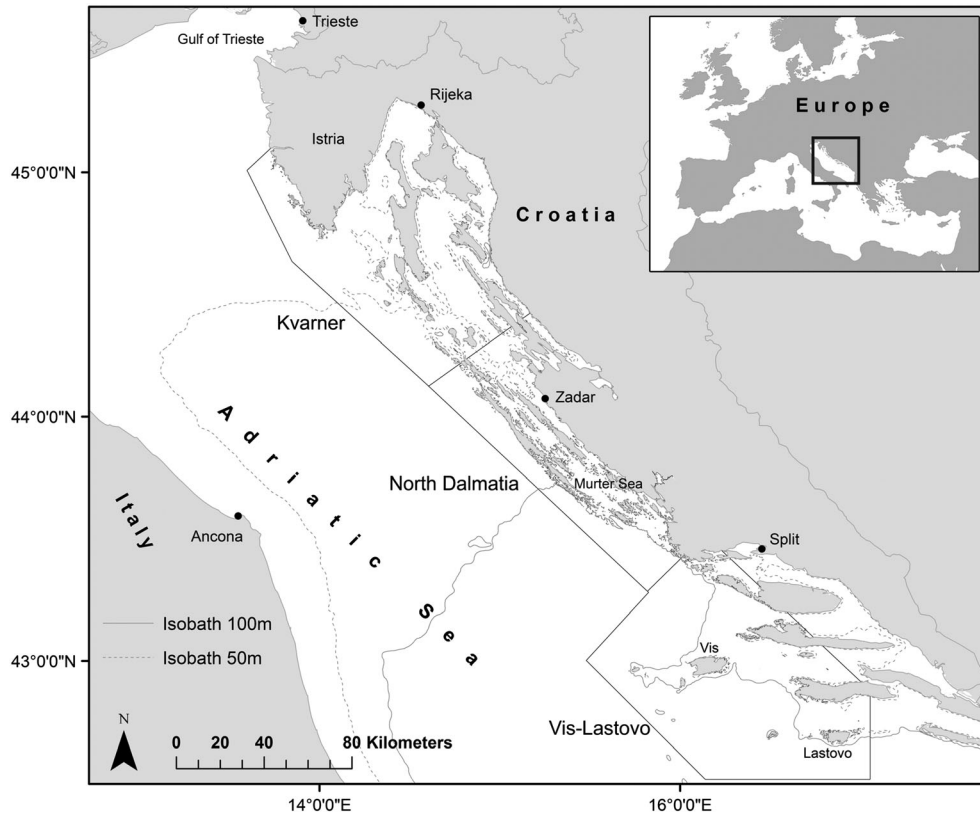 Trieste
Gulf of Trieste
Rijeka
Europe
Istria
45°0'0"N
Croatia
Kvarner
Zadar
44°0'0"N
Adriatic Sea
North Dalmatia
Murter Sea
Italy
Ancona
Split
Isobath 100m
Isobath 50m
43°0'0"N
Vis
Vis-Lastovo
Lastovo
N
0 20 40 80 Kilometers
14°0'0"E
16°0'0"E